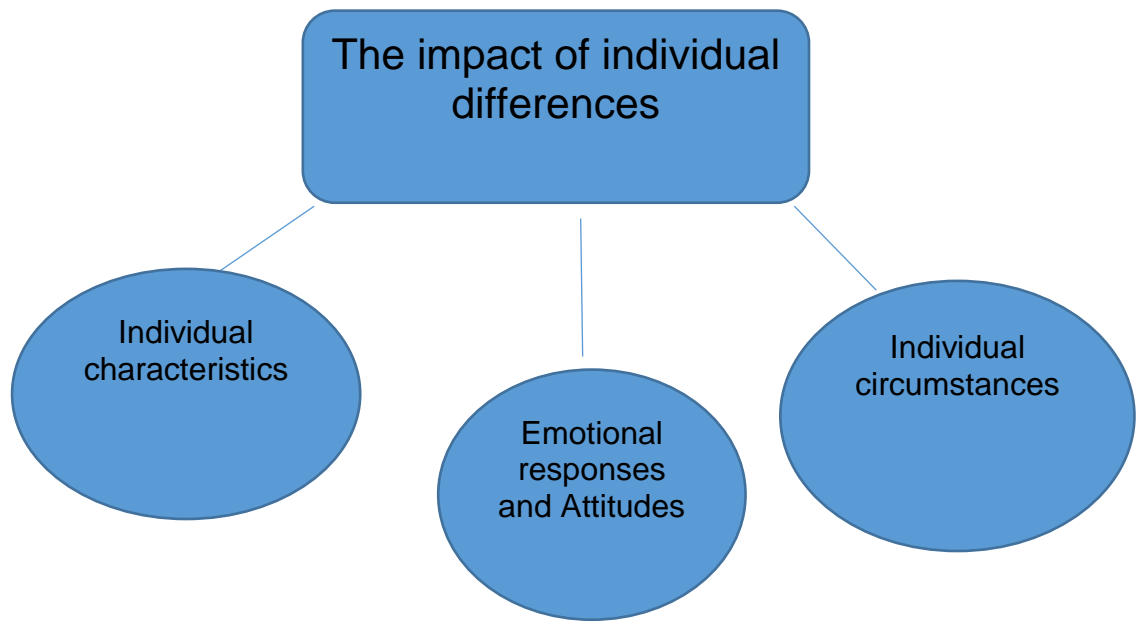 The impact of individual
differences
Individual
characteristics
Emotional
responses
and Attitudes
Individual
circumstances